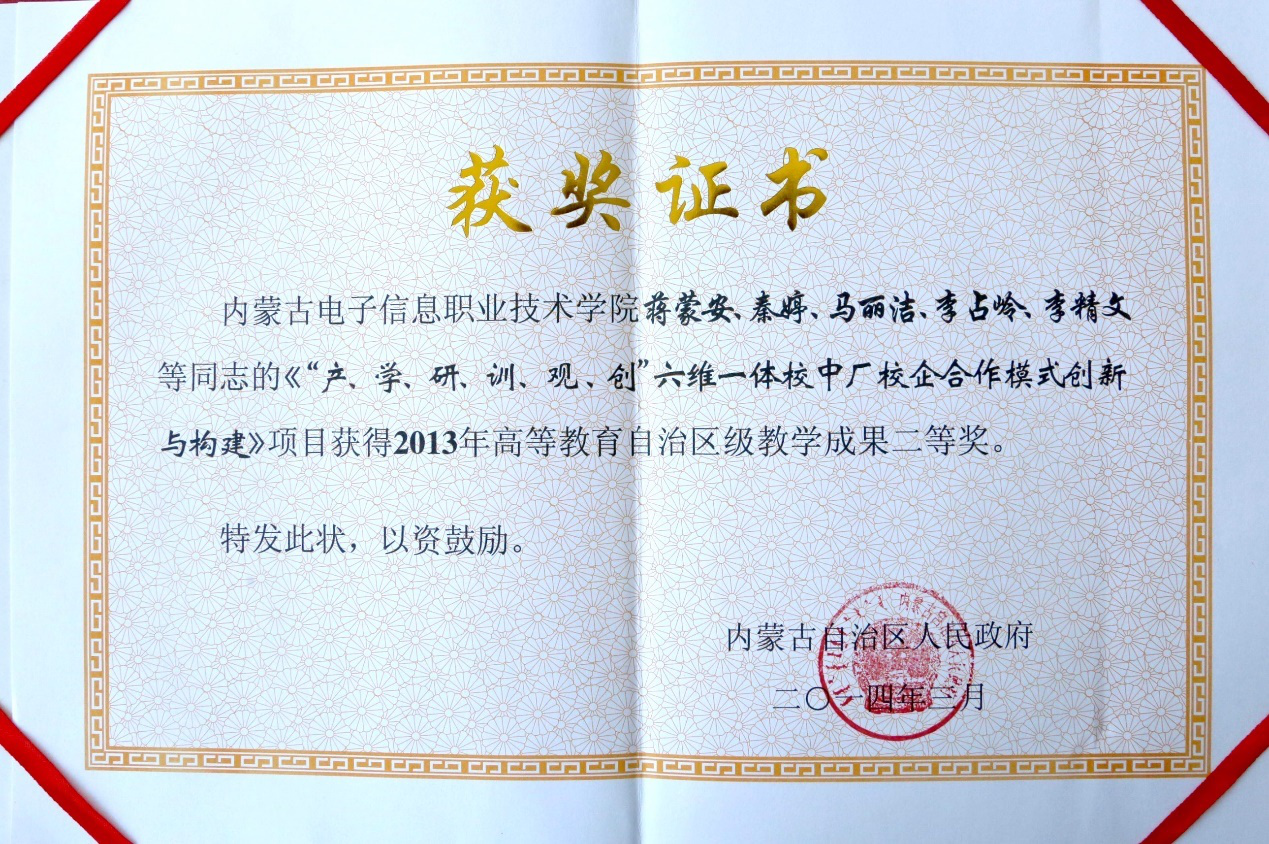 获奖证书
内蒙古电子信息职业技术学院蒋蒙安、秦婷、马丽洁、李占岭、李精文
等同志的《“产、学、研、训、观、创”六维一体校中厂校企合作模式创新
与构建》项目获得2013年高等教育自治区级教学成果二等奖。
特发此状，以资鼓励。
内蒙古自治区人民政府
二〇一四年三月